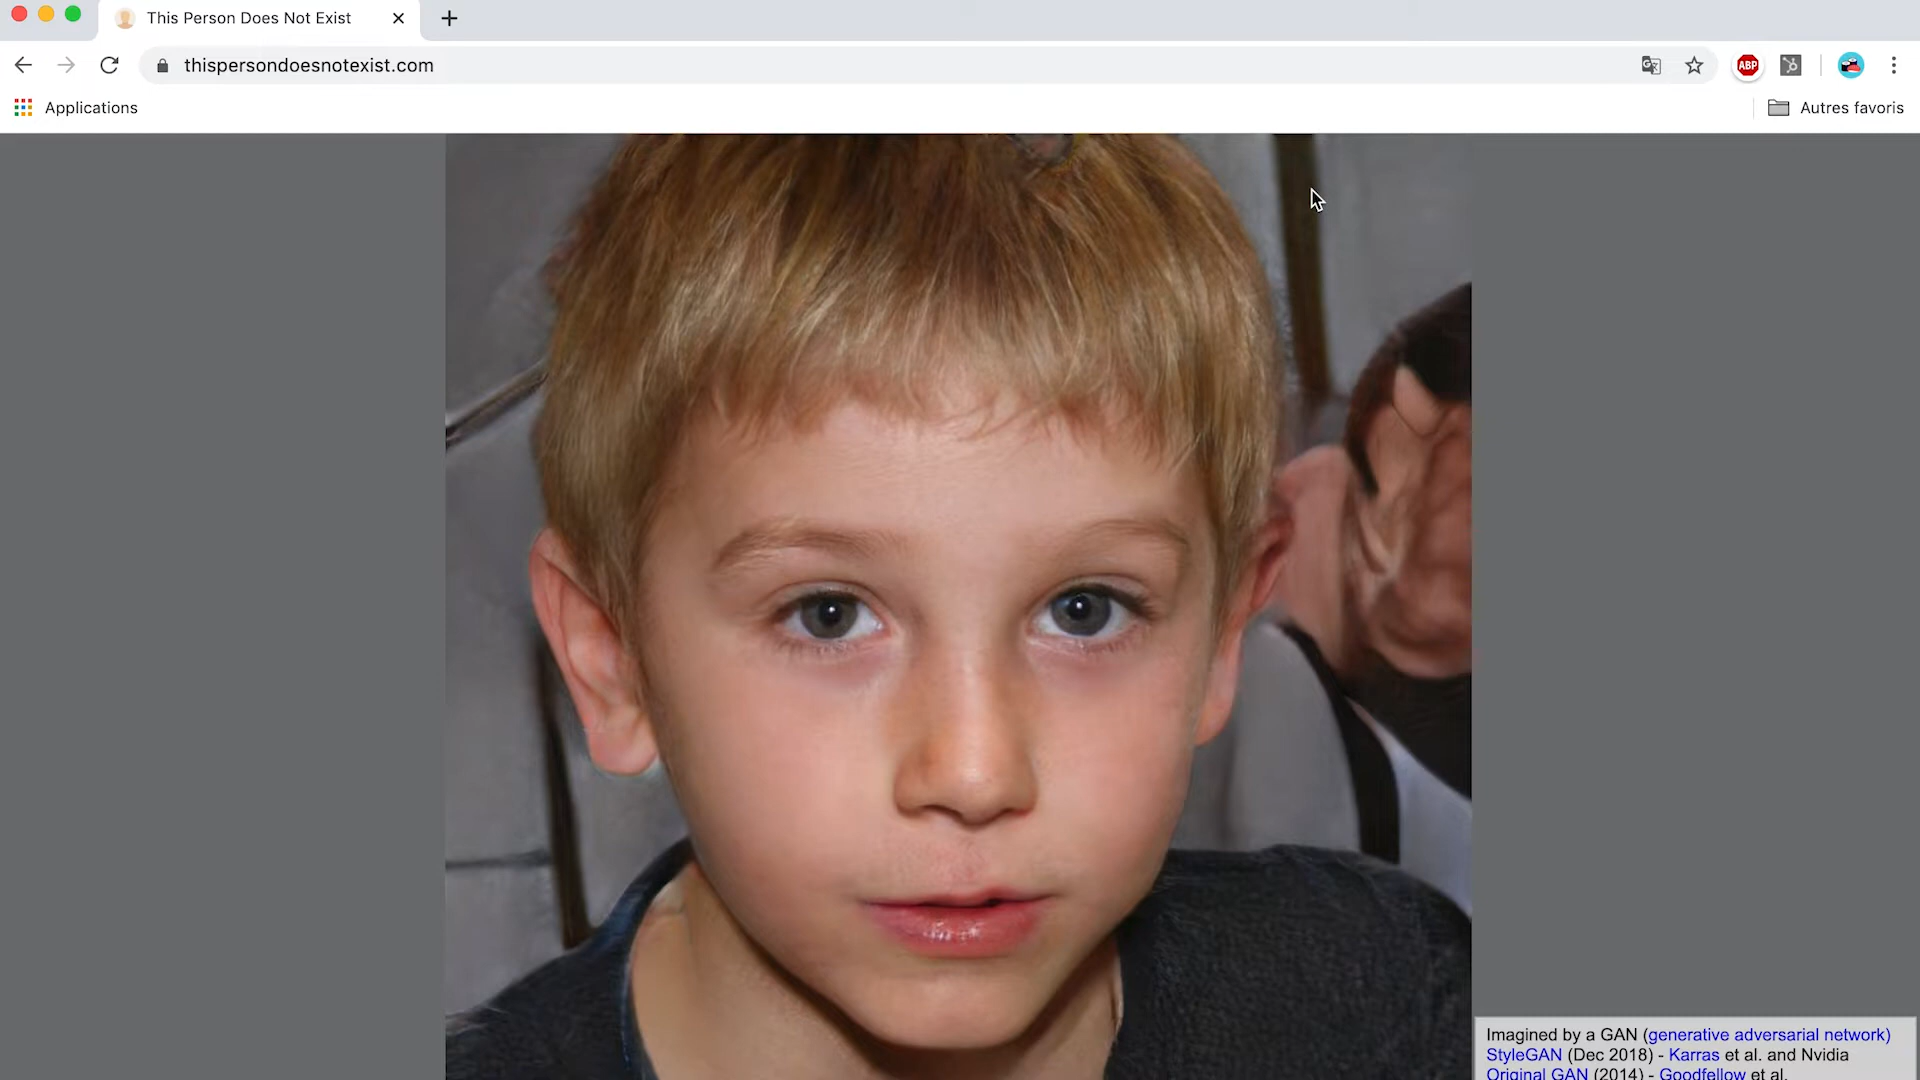 This Person Does Not Exist
thispersondoesnotexist.com
ABP
Applications
Autres favoris
Imagined by a GAN (generative adversarial network)
StyleGAN (Dec 2018) - Karras et al. and Nvidia
Original GAN (2014) - Goodfellow et al.